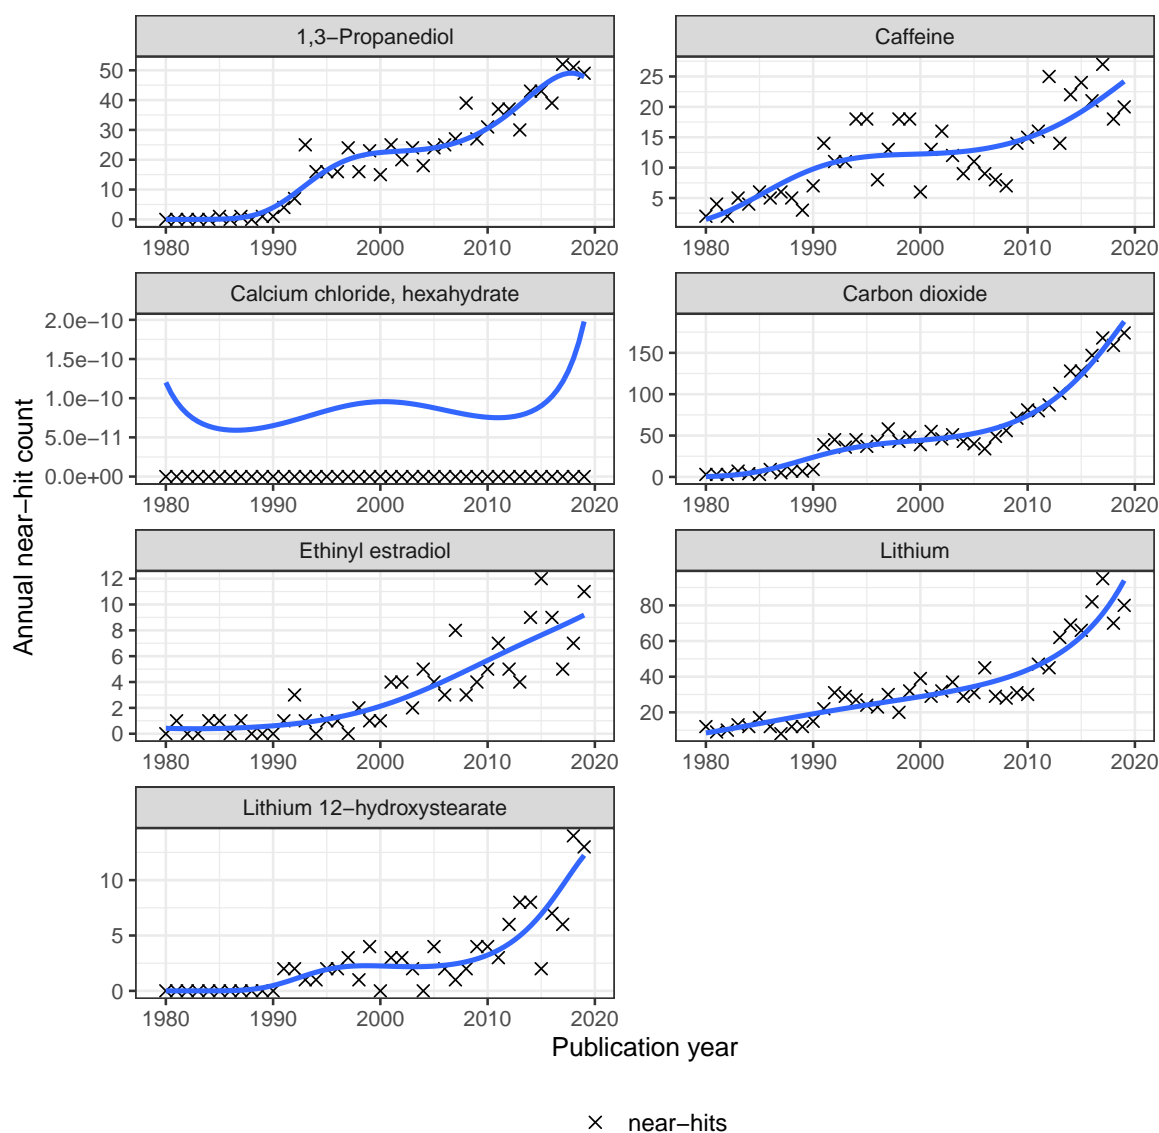 1,3−Propanediol
0
10
20
30
40
50
1980 1990 2000 2010 2020
Caffeine
5
10
15
20
25
1980 1990 2000 2010 2020
Calcium chloride, hexahydrate
0.0e+00
5.0e−11
1.0e−10
1.5e−10
2.0e−10
1980 1990 2000 2010 2020
Carbon dioxide
0
50
100
150
1980 1990 2000 2010 2020
Ethinyl estradiol
0
2
4
6
8
10
12
1980 1990 2000 2010 2020
Lithium
20
40
60
80
1980 1990 2000 2010 2020
Lithium 12−hydroxystearate
0
5
10
1980 1990 2000 2010 2020
Annual near−hit count
Publication year
near−hits